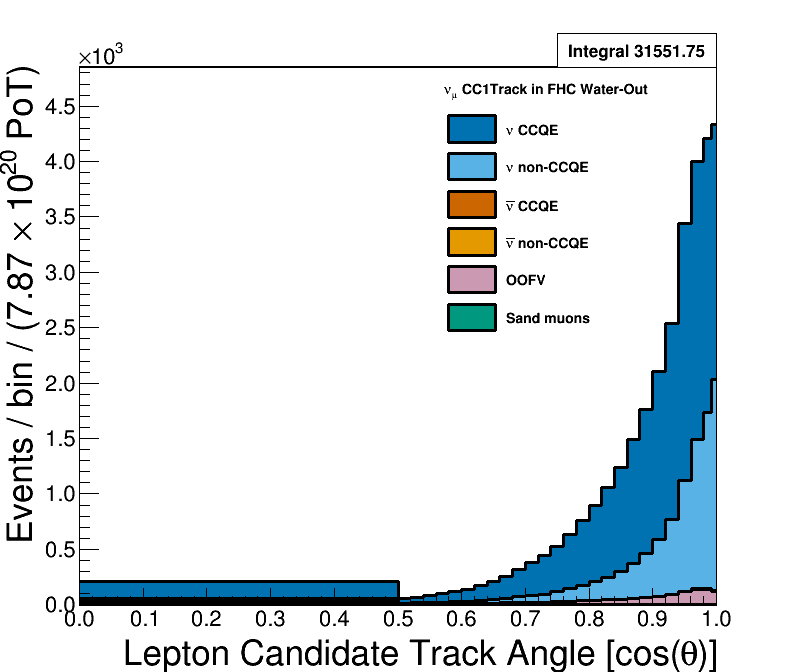 ×10³
Integral 31551.75
ν_μ CC1Track in FHC Water-Out
ν CCQE
ν non-CCQE
ν̅ CCQE
ν̅ non-CCQE
OOFV
Sand muons
Events / bin / (7.87 × 10²⁰ PoT)
4.5
4.0
3.5
3.0
2.5
2.0
1.5
1.0
0.5
0.0
0.0 0.1 0.2 0.3 0.4 0.5 0.6 0.7 0.8 0.9 1.0
Lepton Candidate Track Angle [cos(θ)]